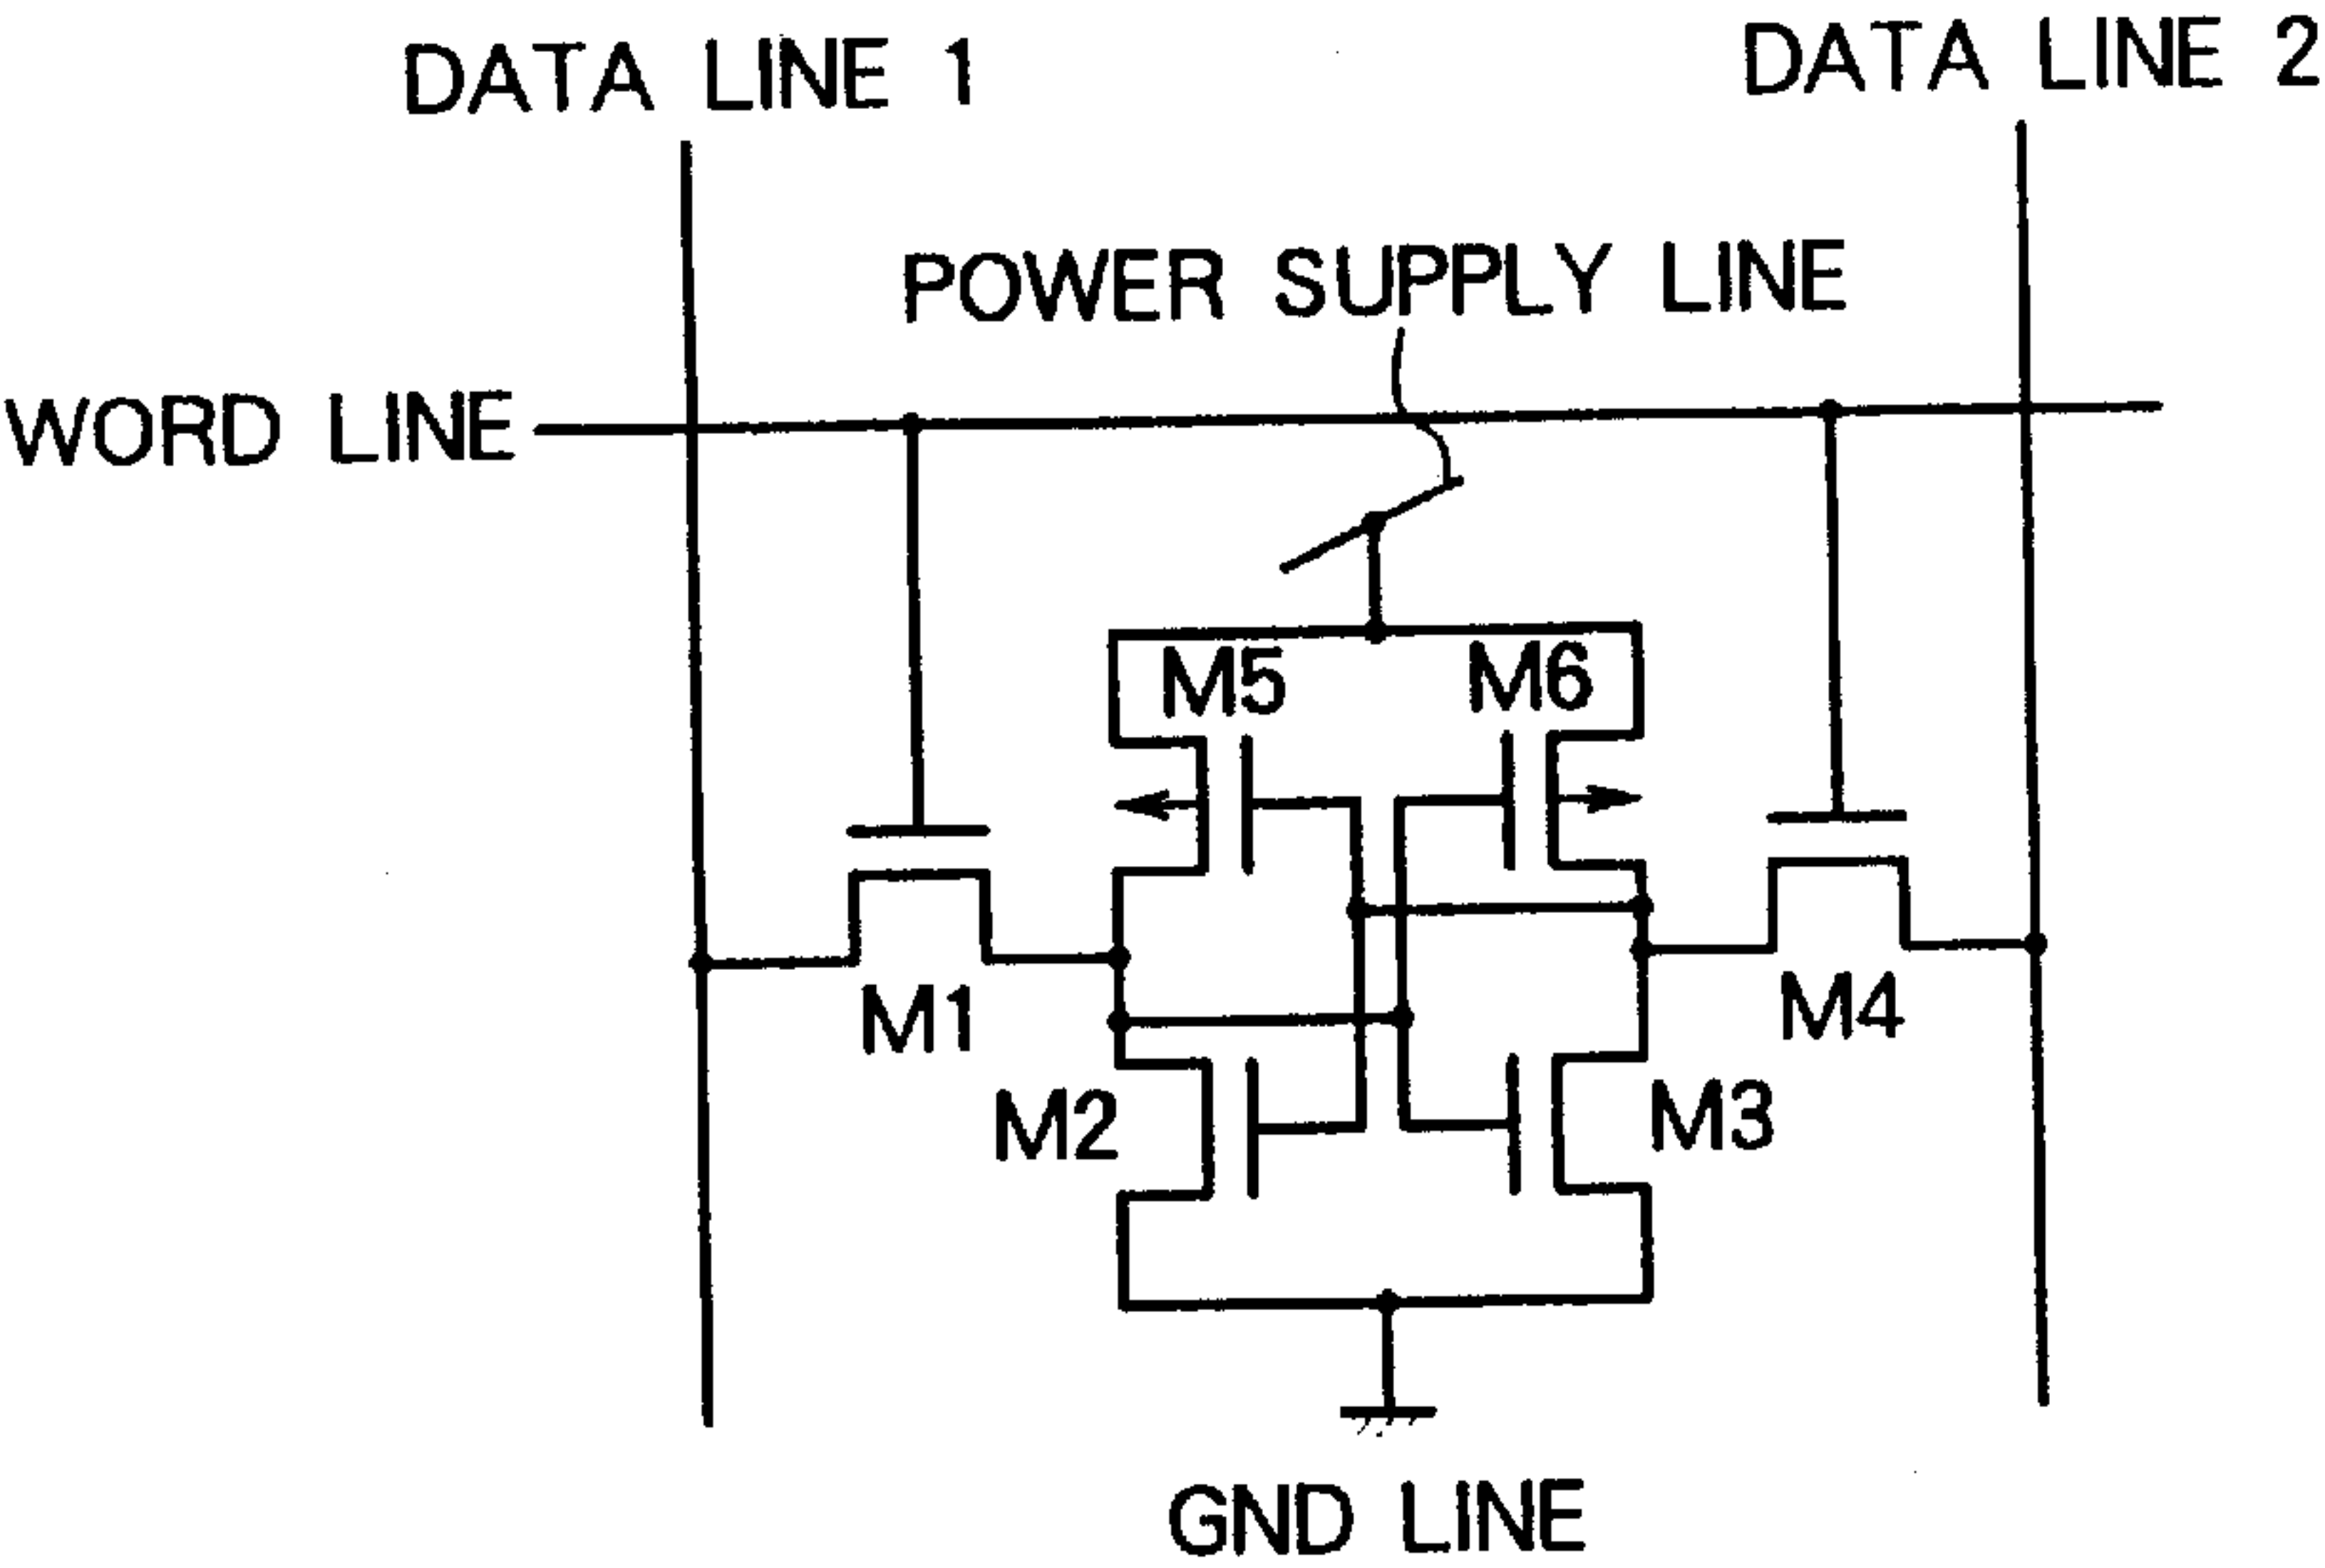 DATA LINE 1
DATA LINE 2
POWER SUPPLY LINE
WORD LINE
M5
M6
M1
M4
M2
M3
GND LINE